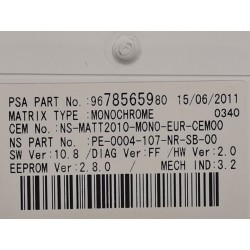 PSA PART No.:9678565980 15/06/2011
MATRIX TYPE :MONOCHROME 0340
CEM No:NS-MATT2010-MONO-EUR-CEM00
NS PART No: PE-0004-107-NR-SB-00
SW Ver:10.8 /DIAG Ver:FF /HW Ver:2.0
EEPROM Ver:2.8.0 / MECH IND:3.2